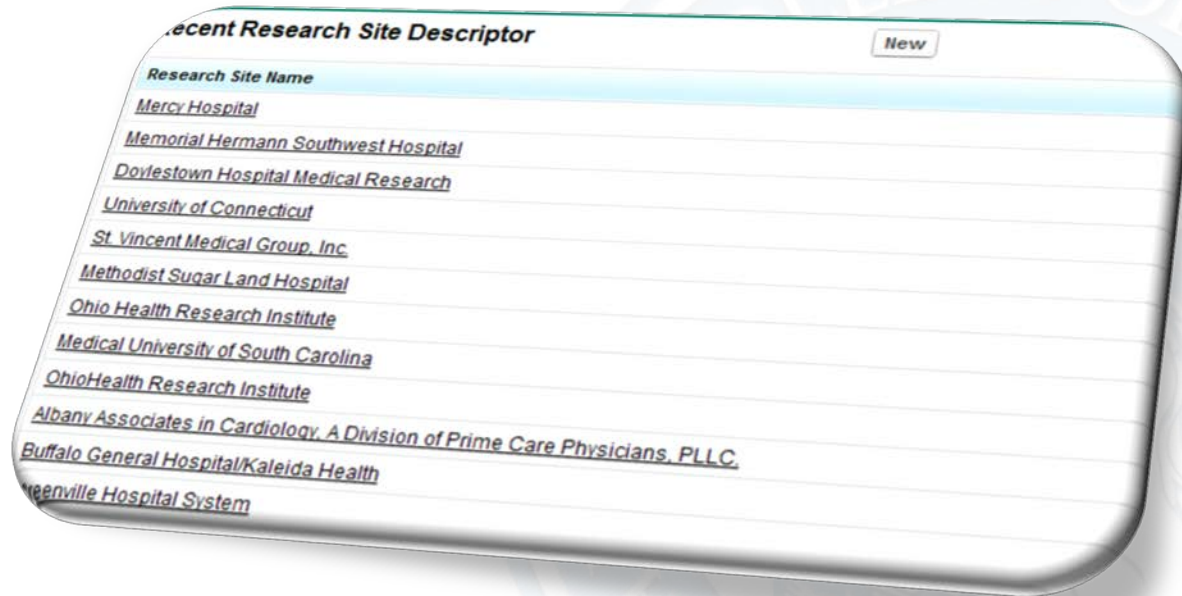 Recent Research Site Descriptor
New
Research Site Name
Mercy Hospital
Memorial Hermann Southwest Hospital
Doylestown Hospital Medical Research
University of Connecticut
St. Vincent Medical Group, Inc.
Methodist Sugar Land Hospital
Ohio Health Research Institute
Medical University of South Carolina
OhioHealth Research Institute
Albany Associates in Cardiology, A Division of Prime Care Physicians, PLLC.
Buffalo General Hospital/Kaleida Health
Greenville Hospital System